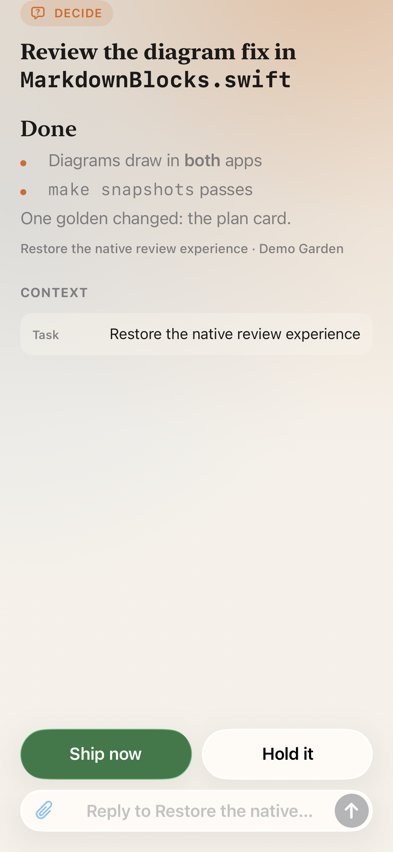 DECIDE
Review the diagram fix in
MarkdownBlocks.swift
Done
Diagrams draw in both apps
make snapshots passes
One golden changed: the plan card.
Restore the native review experience · Demo Garden
CONTEXT
Task Restore the native review experience
Ship now Hold it
Reply to Restore the native...